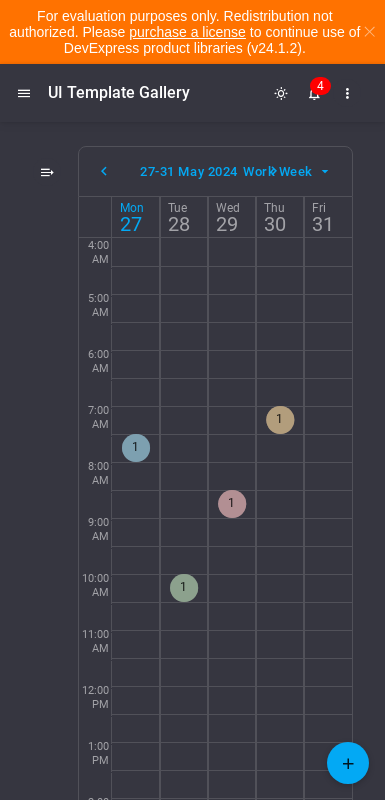 For evaluation purposes only. Redistribution not
authorized. Please purchase a license to continue use of
DevExpress product libraries (v24.1.2).
UI Template Gallery
4
27-31 May 2024 Work Week
Mon Tue Wed Thu Fri
27 28 29 30 31
4:00
AM
5:00
AM
6:00
AM
7:00
AM
1
1
8:00
AM
1
9:00
AM
10:00
AM
1
11:00
AM
12:00
PM
1:00
PM